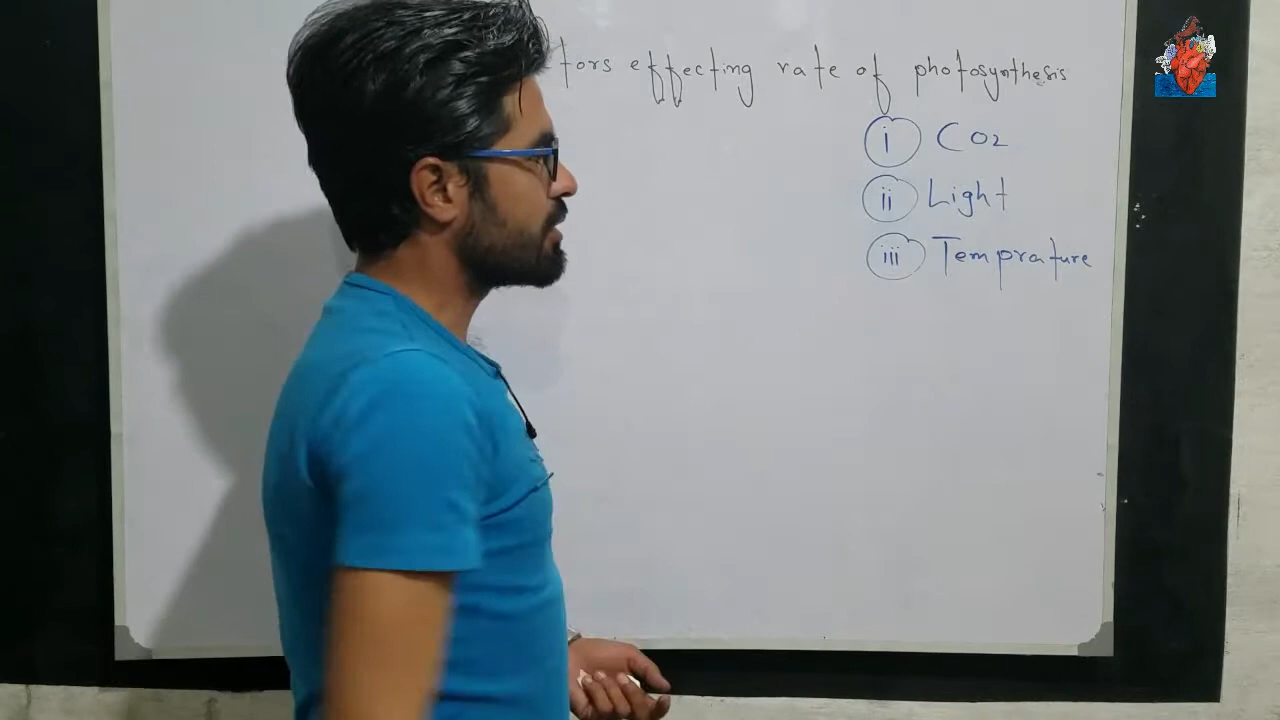 tors effecting rate of photosynthesis
i CO2
ii Light
iii Temprature